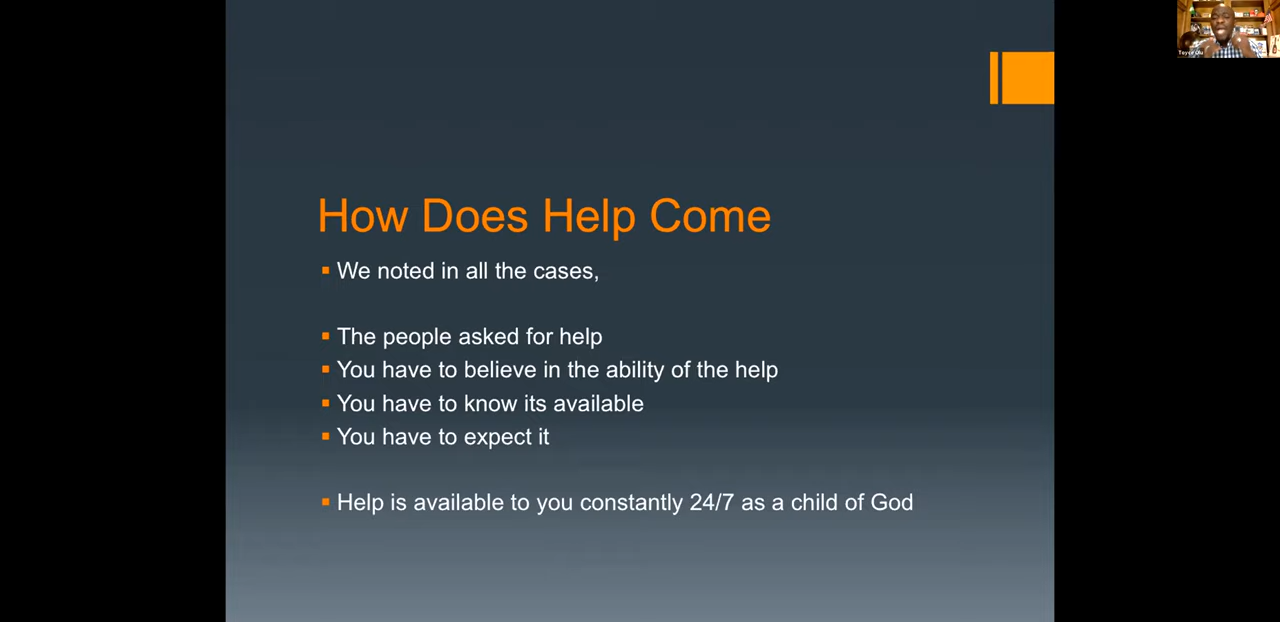 How Does Help Come
We noted in all the cases,
The people asked for help
You have to believe in the ability of the help
You have to know its available
You have to expect it
Help is available to you constantly 24/7 as a child of God